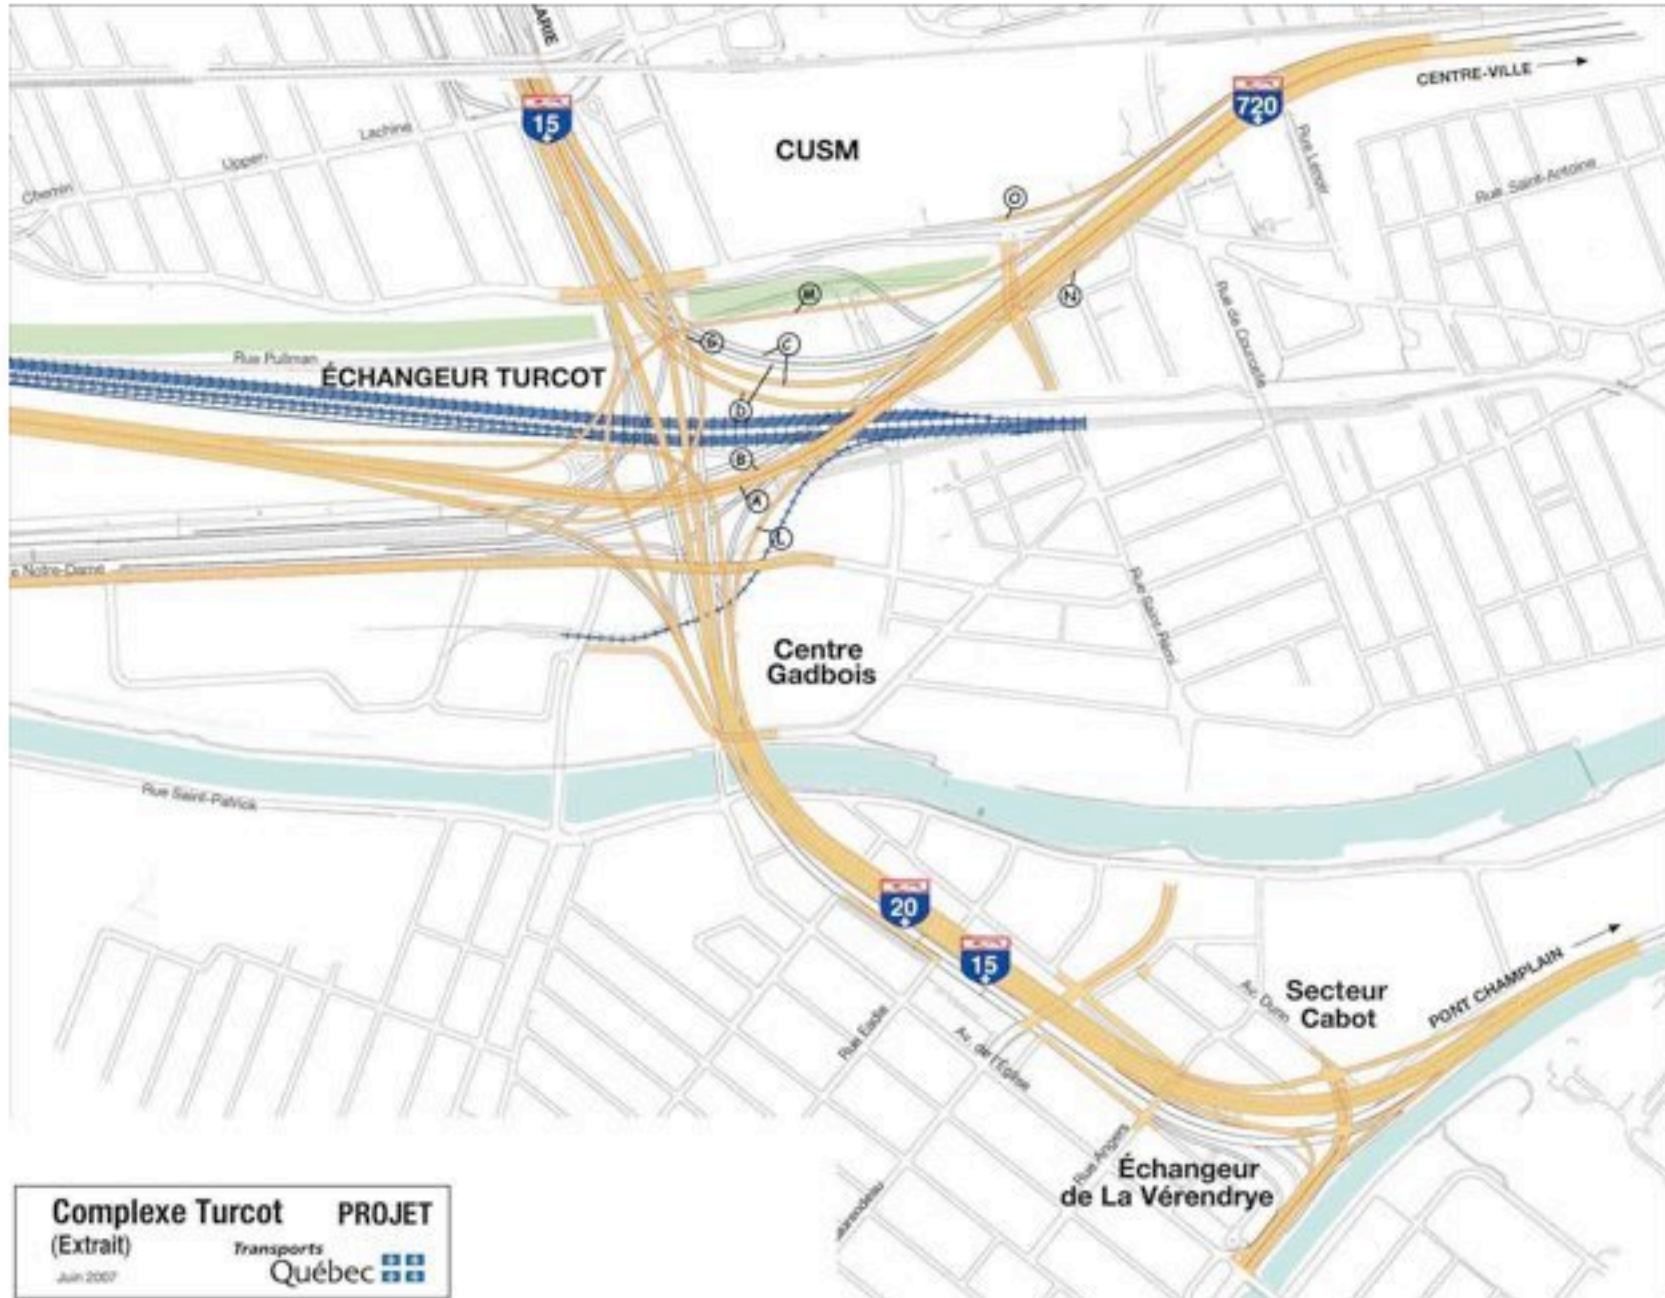 ARIE
15
720
CENTRE-VILLE
Chemin
Upper
Lachine
CUSM
Rue Lenoir
Rue Saint-Antoine
O
M
N
Rue de Courcelle
G
C
Rue Pullman
ÉCHANGEUR TURCOT
D
B
A
L
e Notre-Dame
Rue Saint-Rémi
Centre
Gadbois
Rue Saint-Patrick
20
15
Secteur
Cabot
Av. Dunn
PONT CHAMPLAIN
Rue Eadie
Av. de l'Église
Rue Angers
Échangeur
de La Vérendrye
Complexe Turcot
PROJET
(Extrait)
Transports
Québec
Juin 2007